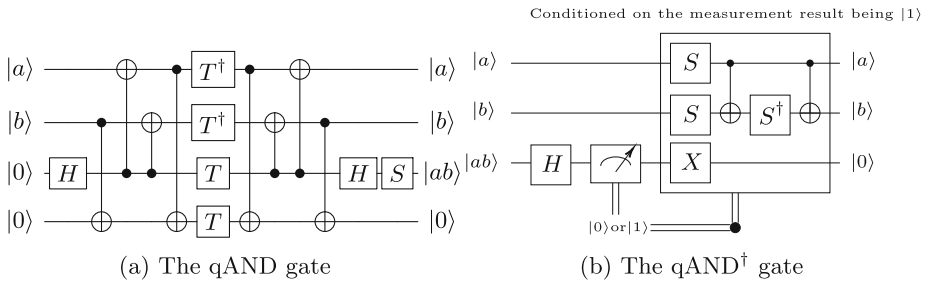 Conditioned on the measurement result being |1⟩
|a⟩ T† |a⟩
|b⟩ T† |b⟩
|0⟩ H T H S |ab⟩
|0⟩ T |0⟩
(a) The qAND gate
|a⟩ S |a⟩
|b⟩ S S† |b⟩
|ab⟩ H X |0⟩
|0⟩or|1⟩
(b) The qAND† gate